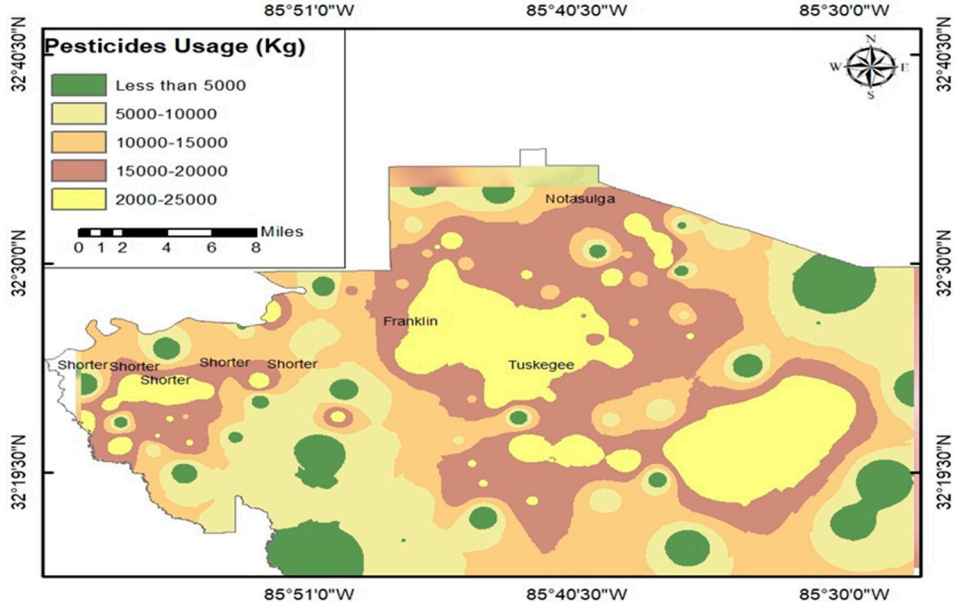 85°51'0"W 85°40'30"W 85°30'0"W
32°40'30"N
32°40'30"N
Pesticides Usage (Kg)
Less than 5000
5000-10000
10000-15000
15000-20000
2000-25000
0 1 2 4 6 8 Miles
N
W E
S
Notasulga
32°30'0"N
32°30'0"N
Franklin
Tuskegee
Shorter Shorter Shorter Shorter
Shorter
32°19'30"N
32°19'30"N
85°51'0"W 85°40'30"W 85°30'0"W